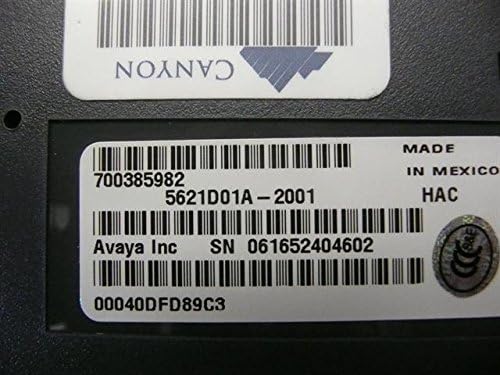 CANYON
MADE
IN MEXICO
HAC
700385982
5621D01A-2001
Avaya Inc SN 061652404602
00040DFD89C3